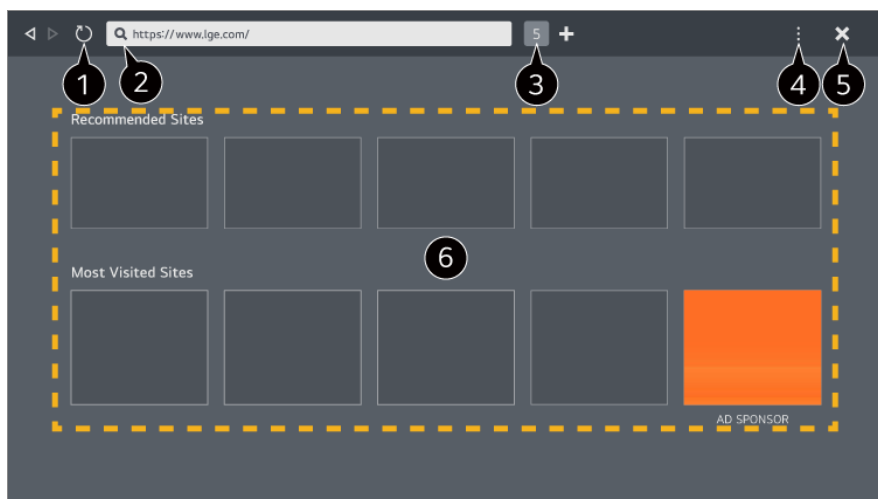 https://www.lge.com/ 5
1 2 3 4 5
Recommended Sites
6
Most Visited Sites
AD SPONSOR